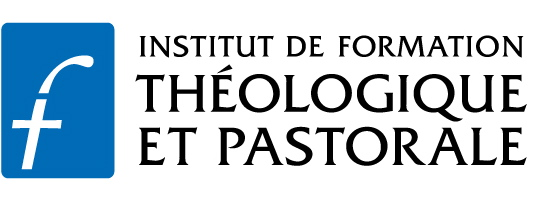 INSTITUT DE FORMATION
THÉOLOGIQUE
ET PASTORALE